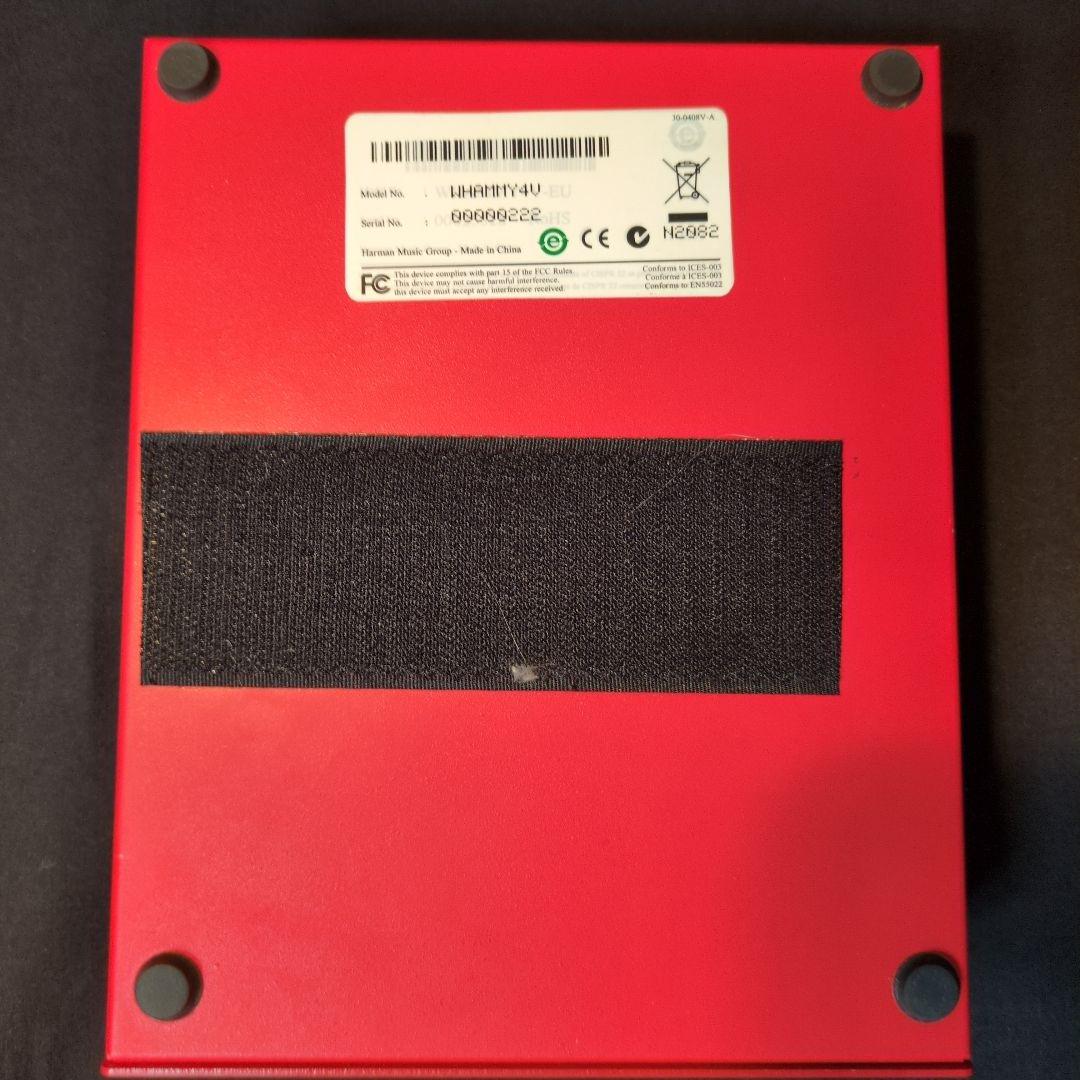 30-0408V-A
Model No. : WHAMMY4V
Serial No. : 00000222
N2082
Harman Music Group - Made in China
FC
This device complies with part 15 of the FCC Rules.
This device may not cause harmful interference.
this device must accept any interference received.
Conforms to ICES-003
Conforme à ICES-003
Conforms to EN55022